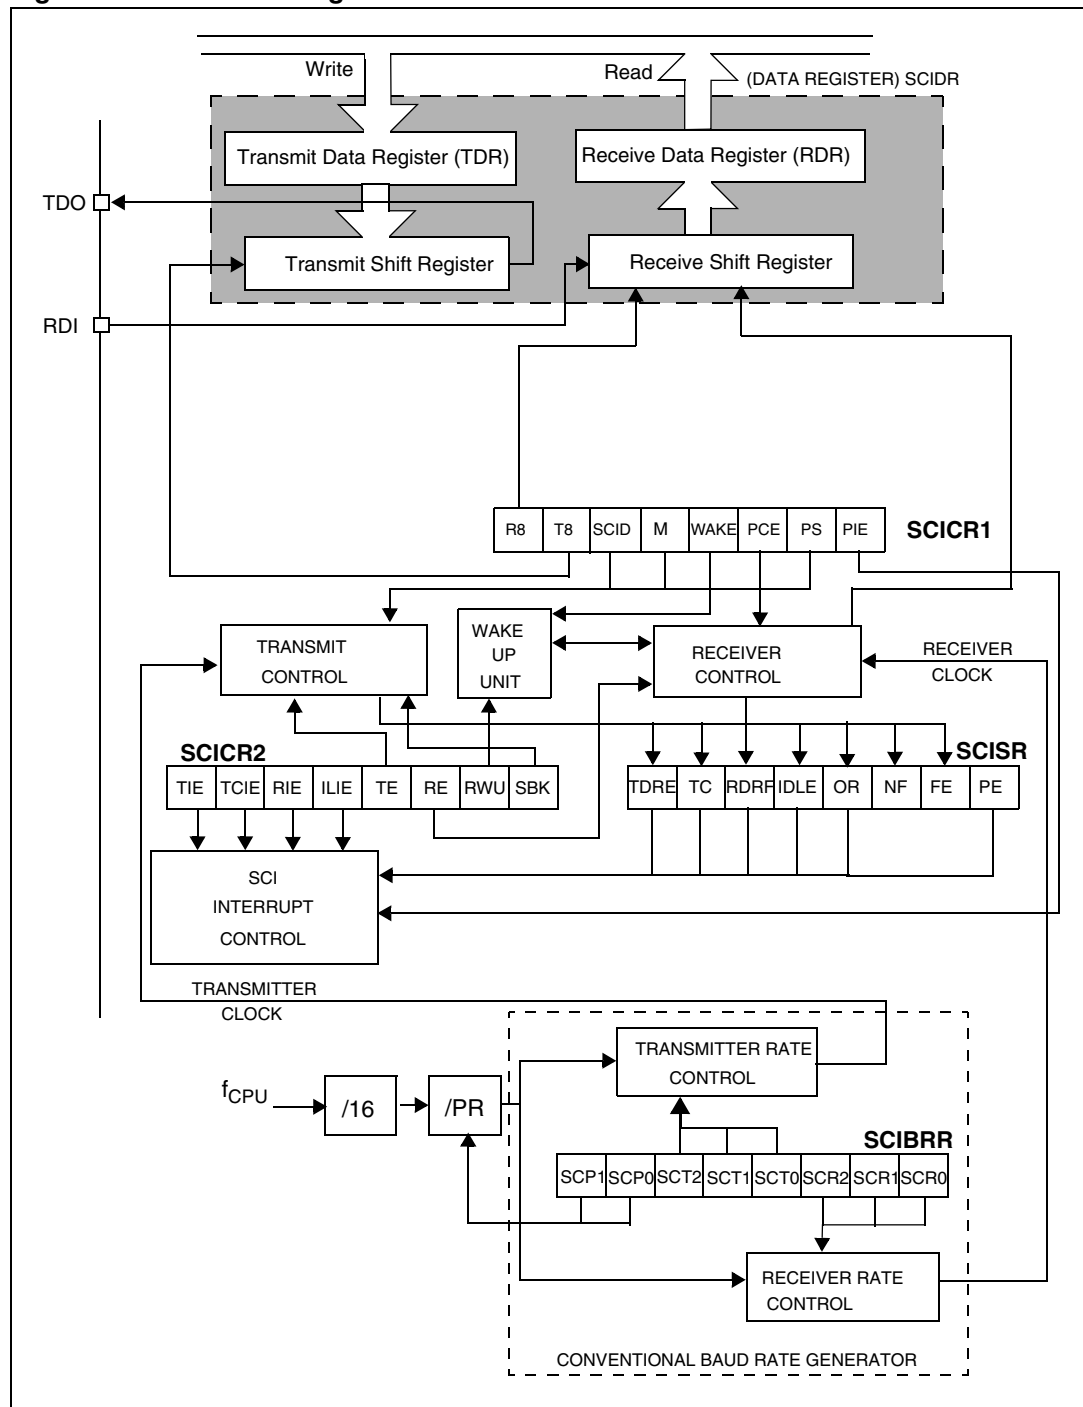 Write
Read
(DATA REGISTER) SCIDR
Transmit Data Register (TDR)
Receive Data Register (RDR)
TDO
Transmit Shift Register
Receive Shift Register
RDI
R8 T8 SCID M WAKE PCE PS PIE
SCICR1
TRANSMIT
CONTROL
WAKE
UP
UNIT
RECEIVER
CONTROL
RECEIVER
CLOCK
SCICR2
SCISR
TIE TCIE RIE ILIE TE RE RWU SBK
TDRE TC RDRF IDLE OR NF FE PE
SCI
INTERRUPT
CONTROL
TRANSMITTER
CLOCK
TRANSMITTER RATE
CONTROL
fCPU
/16
/PR
SCIBRR
SCP1 SCP0 SCT2 SCT1 SCT0 SCR2 SCR1 SCR0
RECEIVER RATE
CONTROL
CONVENTIONAL BAUD RATE GENERATOR